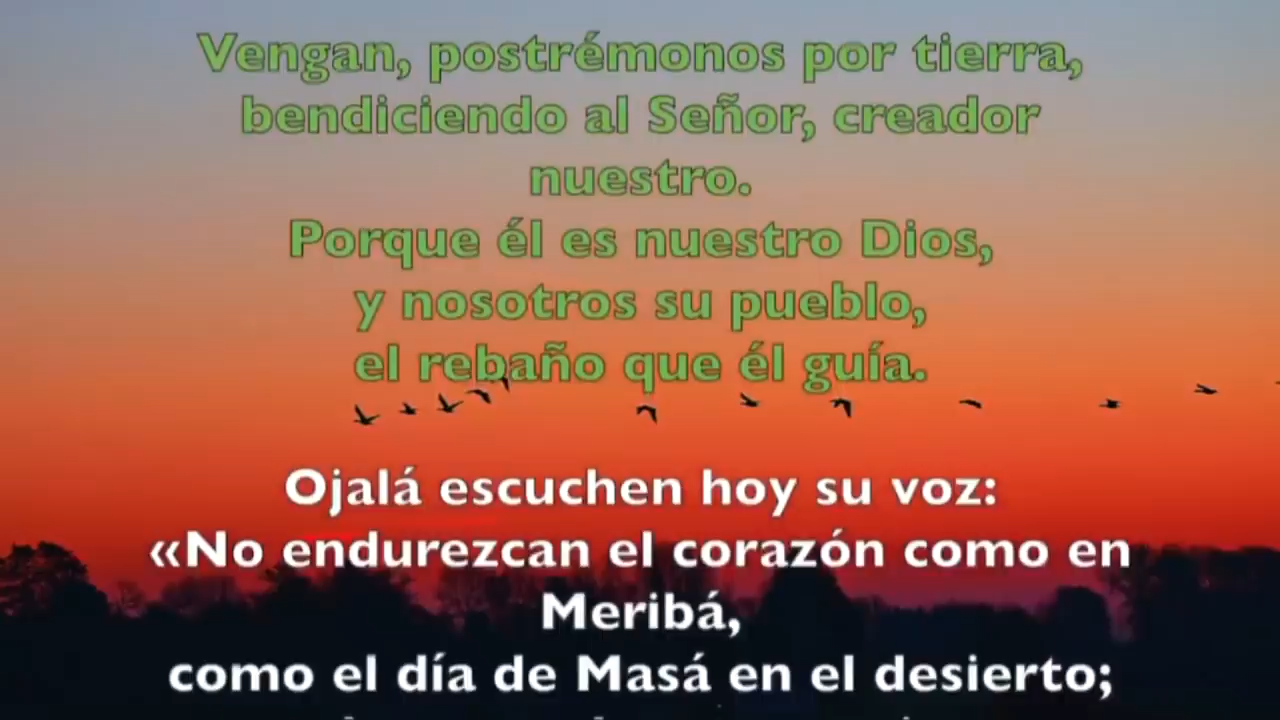 Vengan, postrémonos por tierra,
bendiciendo al Señor, creador
nuestro.
Porque él es nuestro Dios,
y nosotros su pueblo,
el rebaño que él guía.
Ojalá escuchen hoy su voz:
«No endurezcan el corazón como en
Meribá,
como el día de Masá en el desierto;